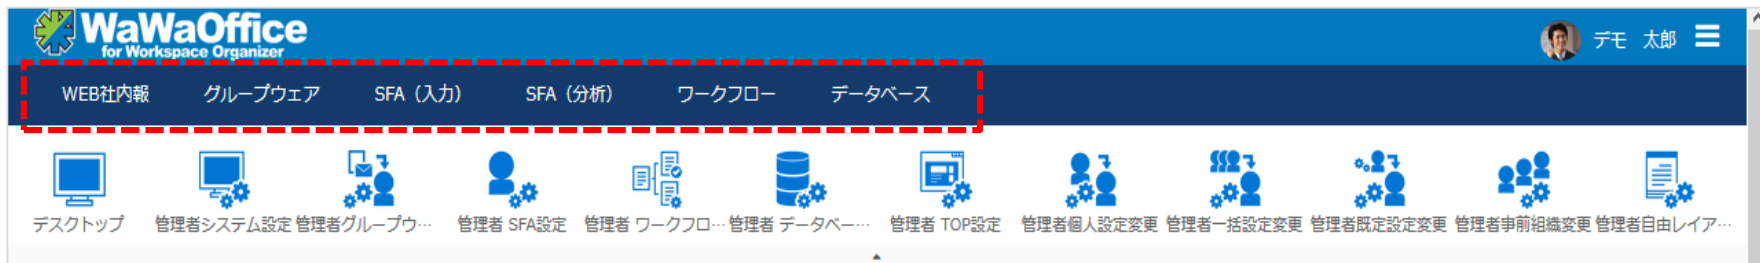 WaWaOffice
for Workspace Organizer
デモ 太郎
WEB社内報 グループウェア SFA（入力） SFA（分析） ワークフロー データベース
デスクトップ 管理者システム設定 管理者グループウ… 管理者 SFA設定 管理者 ワークフロ… 管理者 データベー… 管理者 TOP設定 管理者個人設定変更 管理者一括設定変更 管理者既定設定変更 管理者事前組織変更 管理者自由レイア…